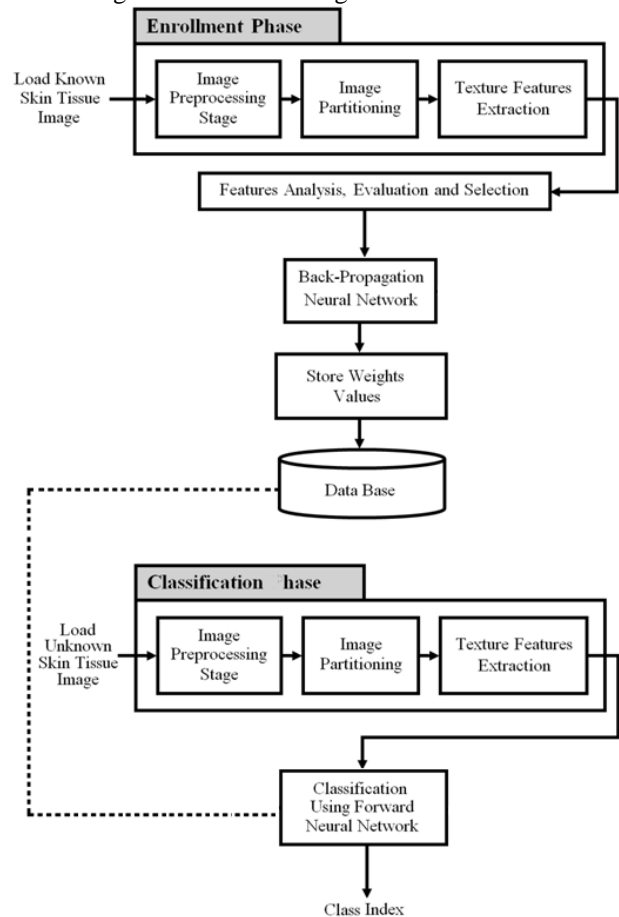 Enrollment Phase
Load Known
Skin Tissue
Image
Image
Preprocessing
Stage
Image
Partitioning
Texture Features
Extraction
Features Analysis, Evaluation and Selection
Back-Propagation
Neural Network
Store Weights
Values
Data Base
Classification hase
Load
Unknown
Skin Tissue
Image
Image
Preprocessing
Stage
Image
Partitioning
Texture Features
Extraction
Classification
Using Forward
Neural Network
Class Index